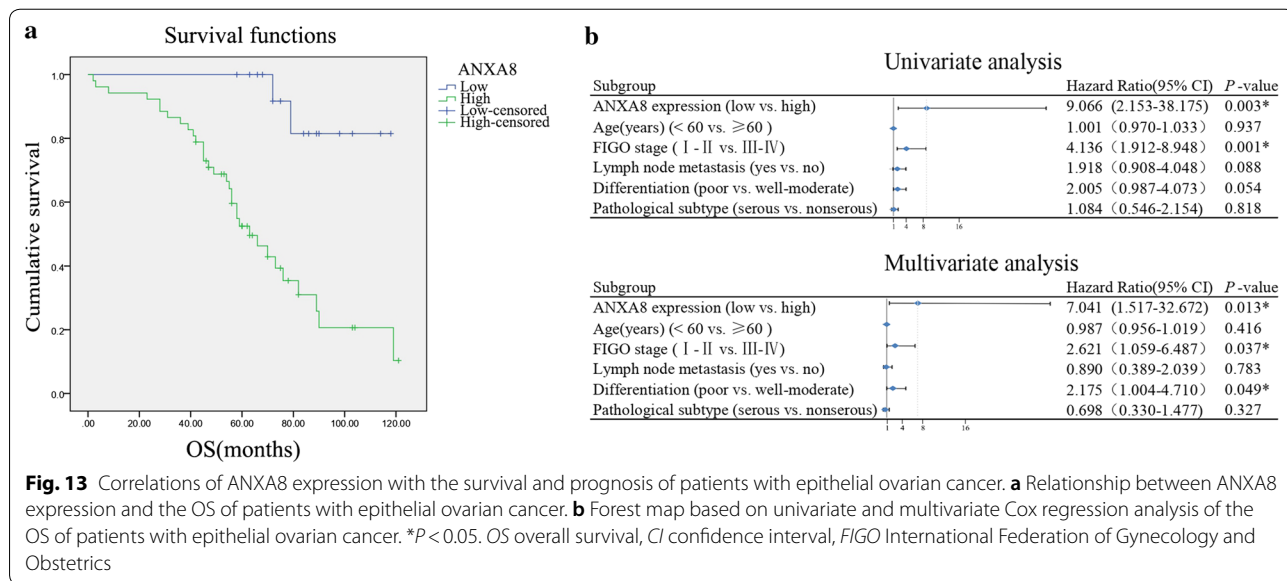 a
Survival functions
ANXA8
Low
High
Low-censored
High-censored
1.0
0.8
0.6
0.4
0.2
0.0
Cumulative survival
.00 20.00 40.00 60.00 80.00 100.00 120.00
OS(months)
b
Univariate analysis
Subgroup Hazard Ratio(95% CI) P-value
ANXA8 expression (low vs. high) 9.066 (2.153-38.175) 0.003*
Age(years) (< 60 vs. ≥60) 1.001 (0.970-1.033) 0.937
FIGO stage (Ⅰ-Ⅱ vs. III-IV) 4.136 (1.912-8.948) 0.001*
Lymph node metastasis (yes vs. no) 1.918 (0.908-4.048) 0.088
Differentiation (poor vs. well-moderate) 2.005 (0.987-4.073) 0.054
Pathological subtype (serous vs. nonserous) 1.084 (0.546-2.154) 0.818
1 4 8 16
Multivariate analysis
Subgroup Hazard Ratio(95% CI) P-value
ANXA8 expression (low vs. high) 7.041 (1.517-32.672) 0.013*
Age(years) (< 60 vs. ≥60) 0.987 (0.956-1.019) 0.416
FIGO stage (Ⅰ-Ⅱ vs. III-IV) 2.621 (1.059-6.487) 0.037*
Lymph node metastasis (yes vs. no) 0.890 (0.389-2.039) 0.783
Differentiation (poor vs. well-moderate) 2.175 (1.004-4.710) 0.049*
Pathological subtype (serous vs. nonserous) 0.698 (0.330-1.477) 0.327
1 4 8 16
Fig. 13 Correlations of ANXA8 expression with the survival and prognosis of patients with epithelial ovarian cancer. a Relationship between ANXA8
expression and the OS of patients with epithelial ovarian cancer. b Forest map based on univariate and multivariate Cox regression analysis of the
OS of patients with epithelial ovarian cancer. *P < 0.05. OS overall survival, CI confidence interval, FIGO International Federation of Gynecology and
Obstetrics